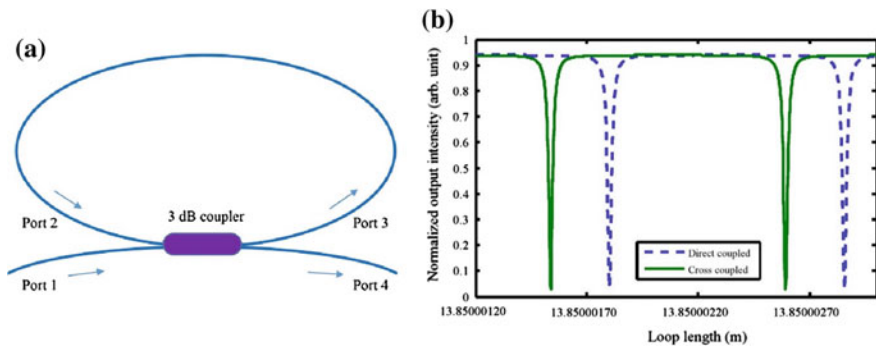 (a)
Port 2
3 dB coupler
Port 3
Port 1
Port 4
(b)
Normalized output intensity (arb. unit)
1
0.9
0.8
0.7
0.6
0.5
0.4
0.3
0.2
0.1
0
Direct coupled
Cross coupled
13.85000120
13.85000170
13.85000220
13.85000270
Loop length (m)